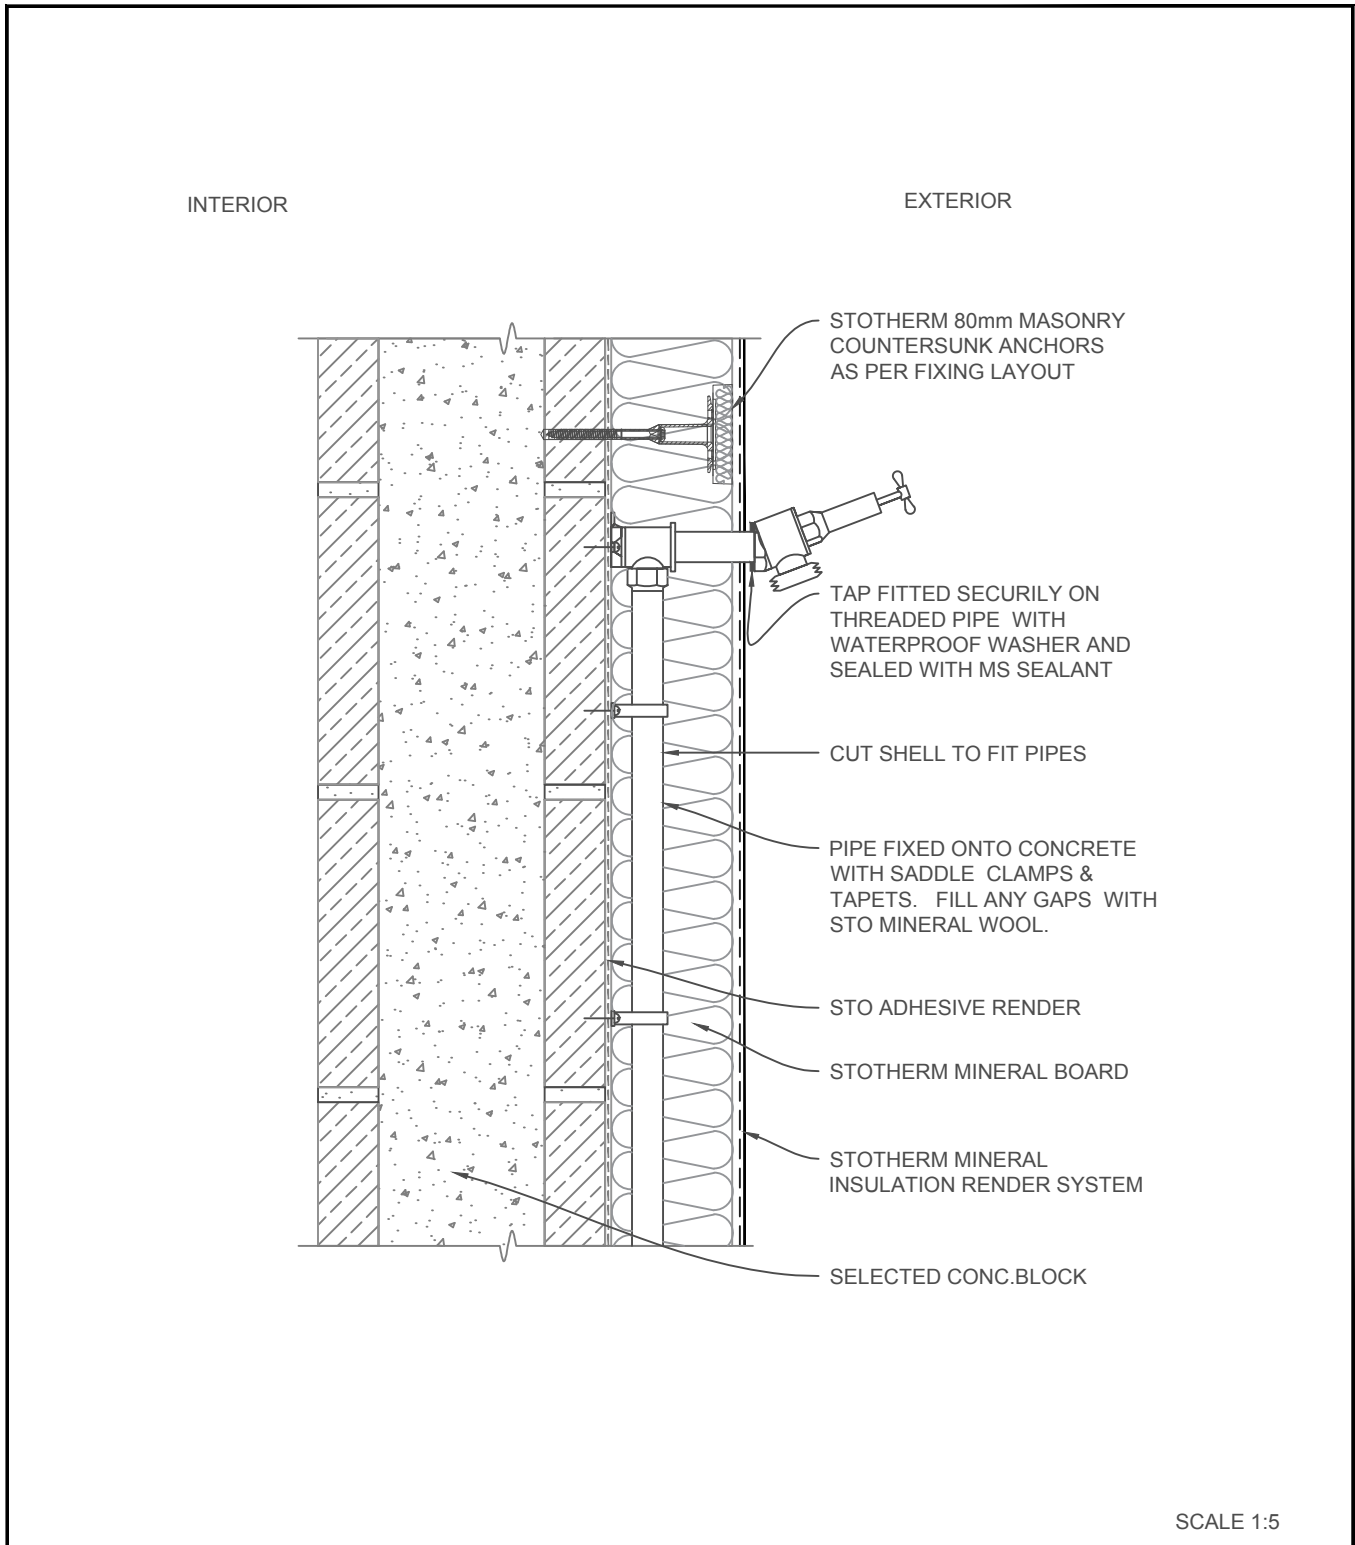 INTERIOR
EXTERIOR
STOTHERM 80mm MASONRY
COUNTERSUNK ANCHORS
AS PER FIXING LAYOUT
TAP FITTED SECURILY ON
THREADED PIPE WITH
WATERPROOF WASHER AND
SEALED WITH MS SEALANT
CUT SHELL TO FIT PIPES
PIPE FIXED ONTO CONCRETE
WITH SADDLE CLAMPS &
TAPETS. FILL ANY GAPS WITH
STO MINERAL WOOL.
STO ADHESIVE RENDER
STOTHERM MINERAL BOARD
STOTHERM MINERAL
INSULATION RENDER SYSTEM
SELECTED CONC.BLOCK
SCALE 1:5